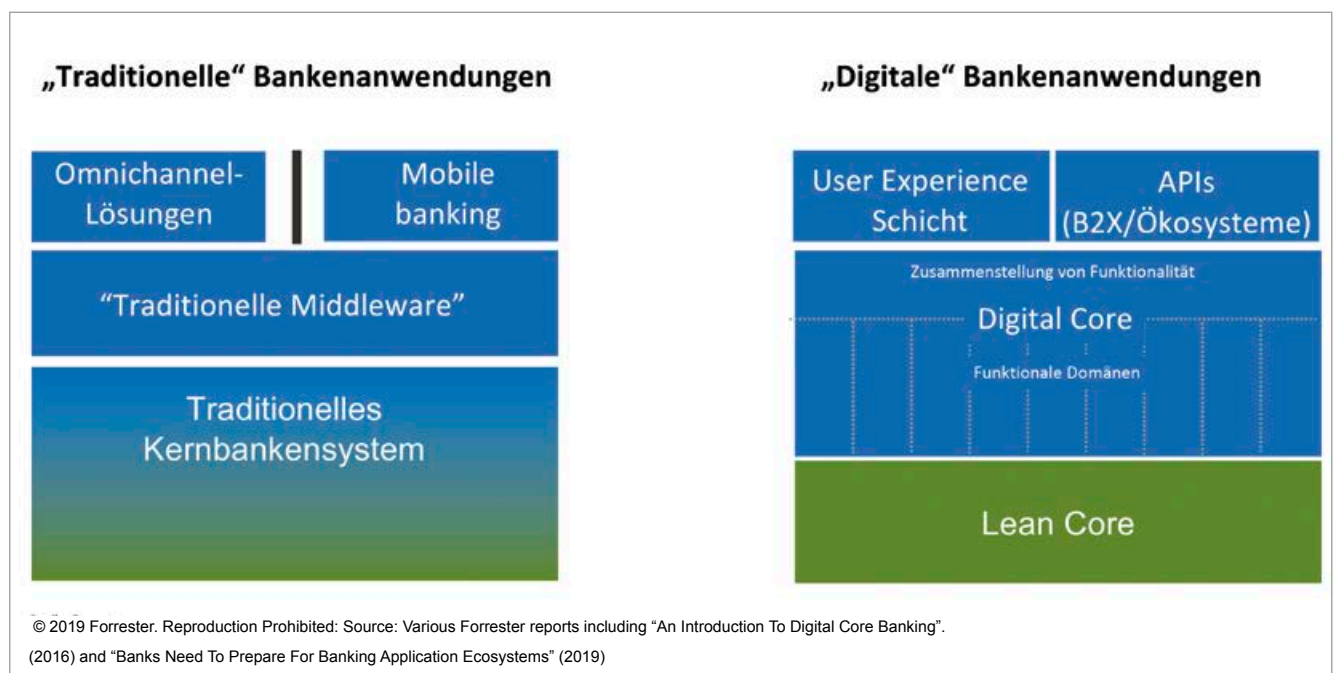 „Traditionelle“ Bankenanwendungen
Omnichannel-
Lösungen
Mobile
banking
“Traditionelle Middleware”
Traditionelles
Kernbankensystem
„Digitale“ Bankenanwendungen
User Experience
Schicht
APIs
(B2X/Ökosysteme)
Zusammenstellung von Funktionalität
Digital Core
Funktionale Domänen
Lean Core
© 2019 Forrester. Reproduction Prohibited: Source: Various Forrester reports including “An Introduction To Digital Core Banking”.
(2016) and “Banks Need To Prepare For Banking Application Ecosystems” (2019)